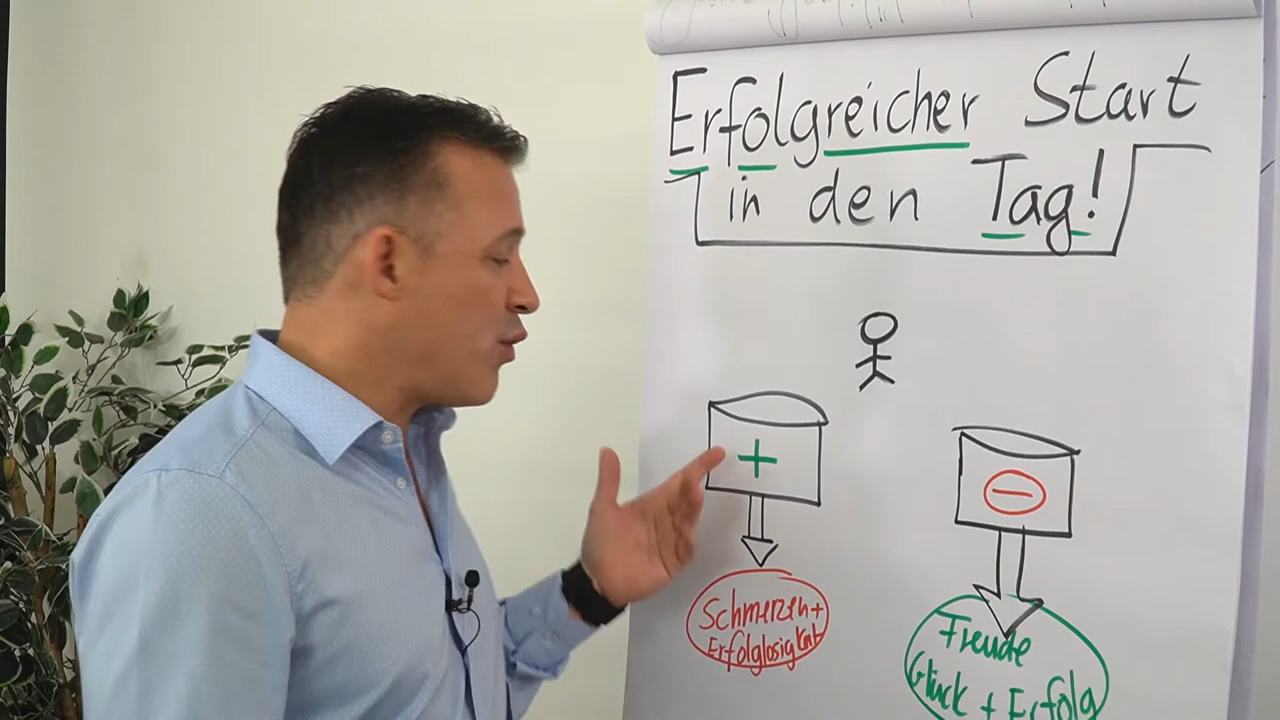 Erfolgreicher Start
in den Tag!
+
−
Schmerzen +
Erfolglosigkeit
Freude
Glück + Erfolg